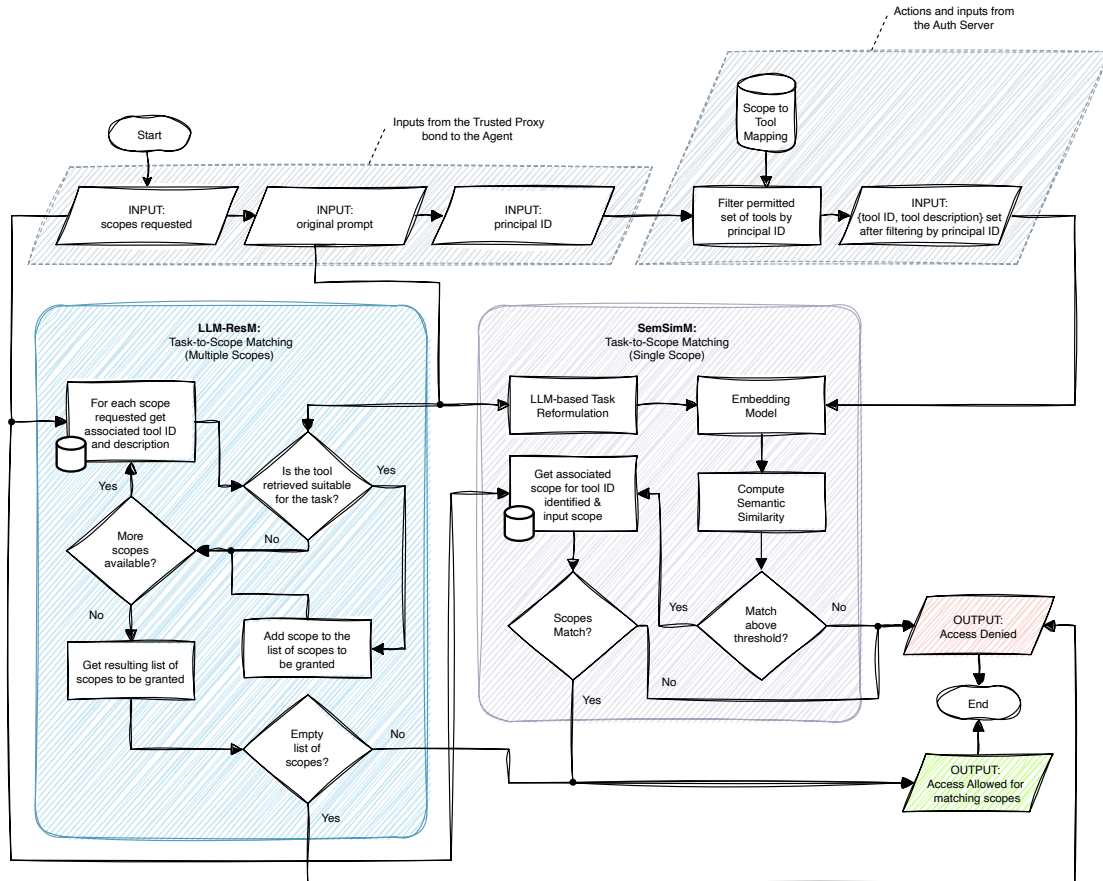 Actions and inputs from
the Auth Server
Inputs from the Trusted Proxy
bond to the Agent
Start
Scope to
Tool
Mapping
INPUT:
scopes requested
INPUT:
original prompt
INPUT:
principal ID
Filter permitted
set of tools by
principal ID
INPUT:
{tool ID, tool description} set
after filtering by principal ID
LLM-ResM:
Task-to-Scope Matching
(Multiple Scopes)
For each scope
requested get
associated tool ID
and description
Is the tool
retrieved suitable
for the task?
Yes
No
Yes
More
scopes
available?
No
Add scope to the
list of scopes to
be granted
Get resulting list of
scopes to be granted
Empty
list of
scopes?
No
Yes
SemSimM:
Task-to-Scope Matching
(Single Scope)
LLM-based Task
Reformulation
Embedding
Model
Get associated
scope for tool ID
identified &
input scope
Compute
Semantic
Similarity
Scopes
Match?
Yes
Match
above
threshold?
No
No
Yes
OUTPUT:
Access Denied
End
OUTPUT:
Access Allowed for
matching scopes